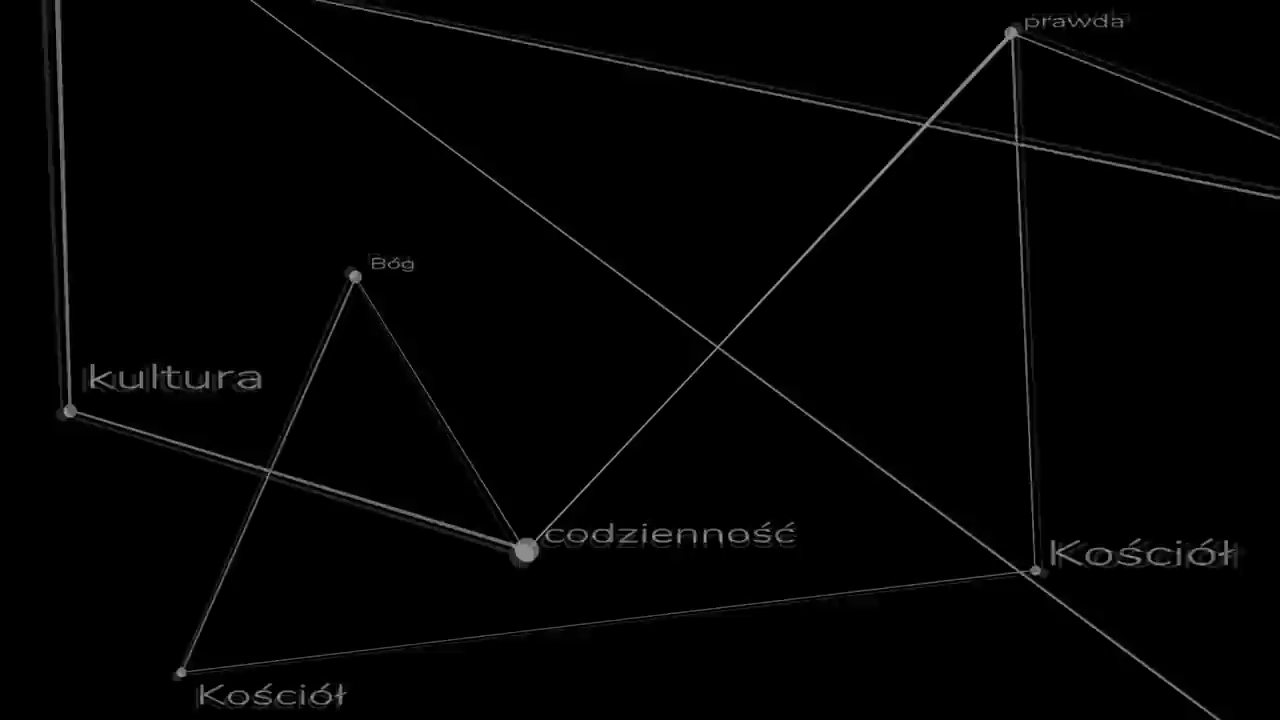 prawda
Bóg
kultura
codzienność
Kościół
Kościół